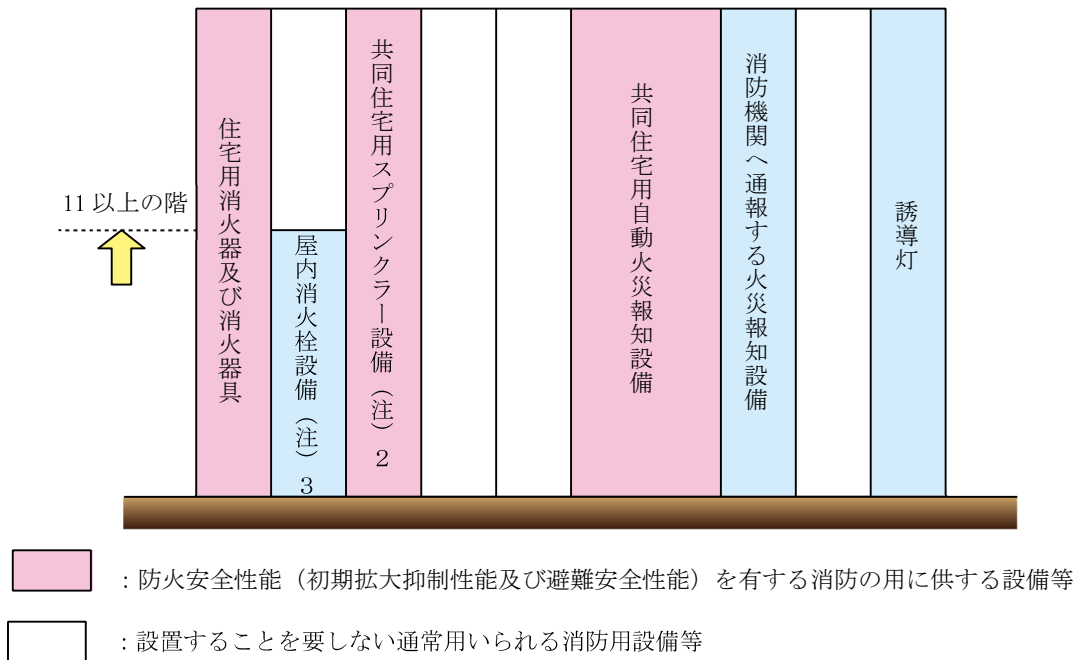 11 以上の階
住宅用消火器及び消火器具
屋内消火栓設備（注）３
共同住宅用スプリンクラー設備（注）２
共同住宅用自動火災報知設備
消防機関へ通報する火災報知設備
誘導灯
：防火安全性能（初期拡大抑制性能及び避難安全性能）を有する消防の用に供する設備等
：設置することを要しない通常用いられる消防用設備等